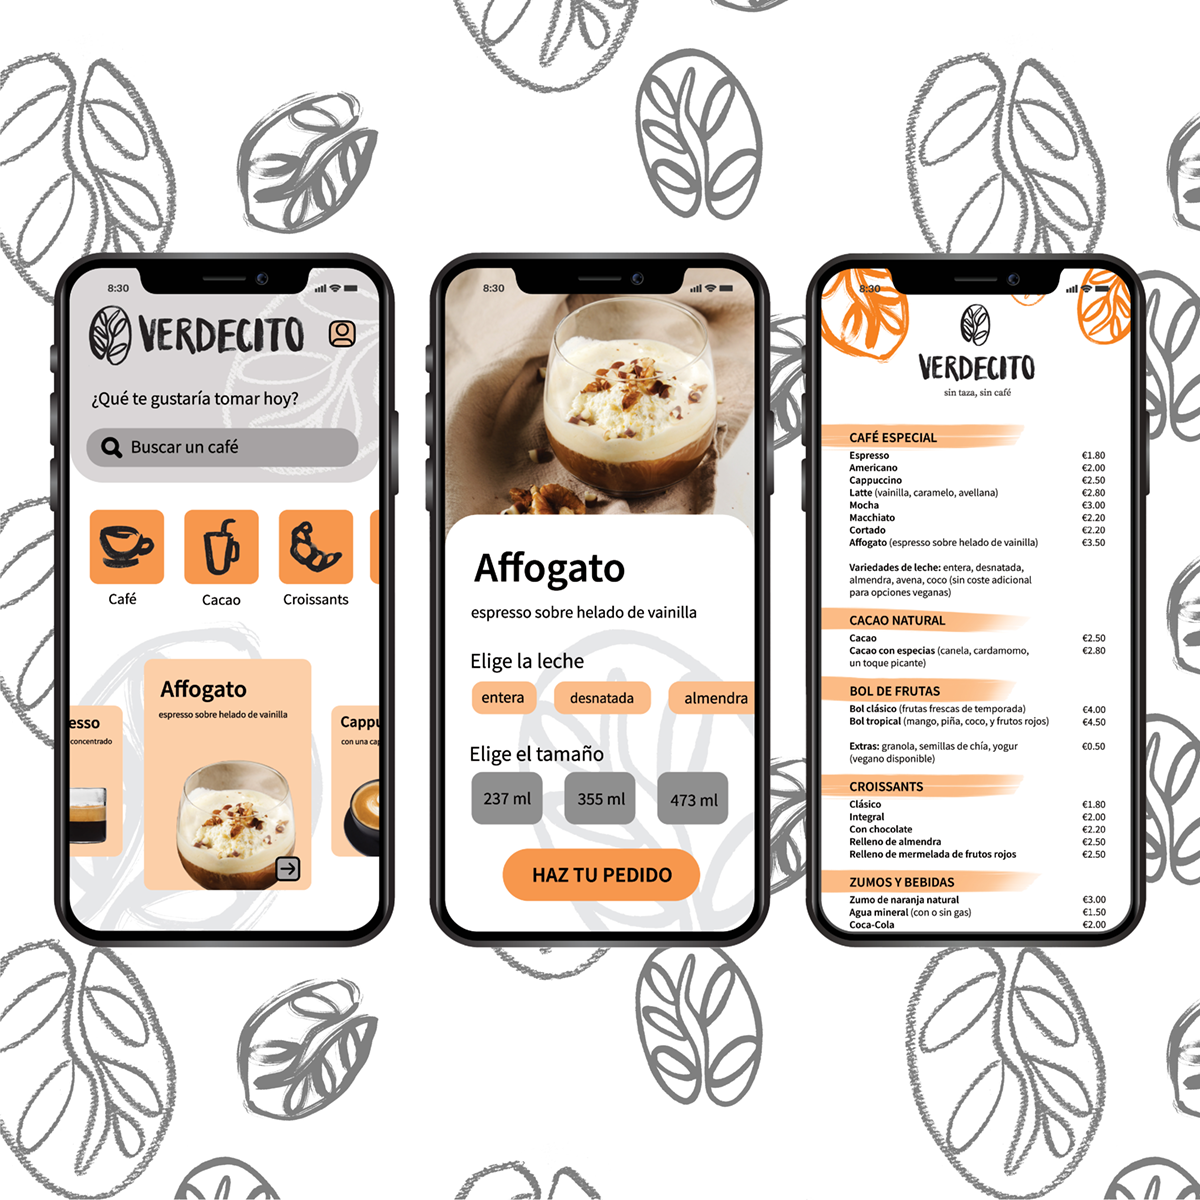 8:30
VERDECITO
¿Qué te gustaría tomar hoy?
Buscar un café
Café
Cacao
Croissants
Affogato
espresso sobre helado de vainilla
esso
concentrado
Cappu
con una cap
8:30
Affogato
espresso sobre helado de vainilla
Elige la leche
entera desnatada almendra
Elige el tamaño
237 ml 355 ml 473 ml
HAZ TU PEDIDO
8:30
VERDECITO
sin taza, sin café
CAFÉ ESPECIAL
Espresso €1.80
Americano €2.00
Cappuccino €2.50
Latte (vainilla, caramelo, avellana) €2.80
Mocha €3.00
Macchiato €2.20
Cortado €2.20
Affogato (espresso sobre helado de vainilla) €3.50
Variedades de leche: entera, desnatada,
almendra, avena, coco (sin coste adicional
para opciones veganas)
CACAO NATURAL
Cacao €2.50
Cacao con especias (canela, cardamomo, €2.80
un toque picante)
BOL DE FRUTAS
Bol clásico (frutas frescas de temporada) €4.00
Bol tropical (mango, piña, coco, y frutos rojos) €4.50
Extras: granola, semillas de chía, yogur €0.50
(vegano disponible)
CROISSANTS
Clásico €1.80
Integral €2.00
Con chocolate €2.20
Relleno de almendra €2.50
Relleno de mermelada de frutos rojos €2.50
ZUMOS Y BEBIDAS
Zumo de naranja natural €3.00
Agua mineral (con o sin gas) €1.50
Coca-Cola €2.00